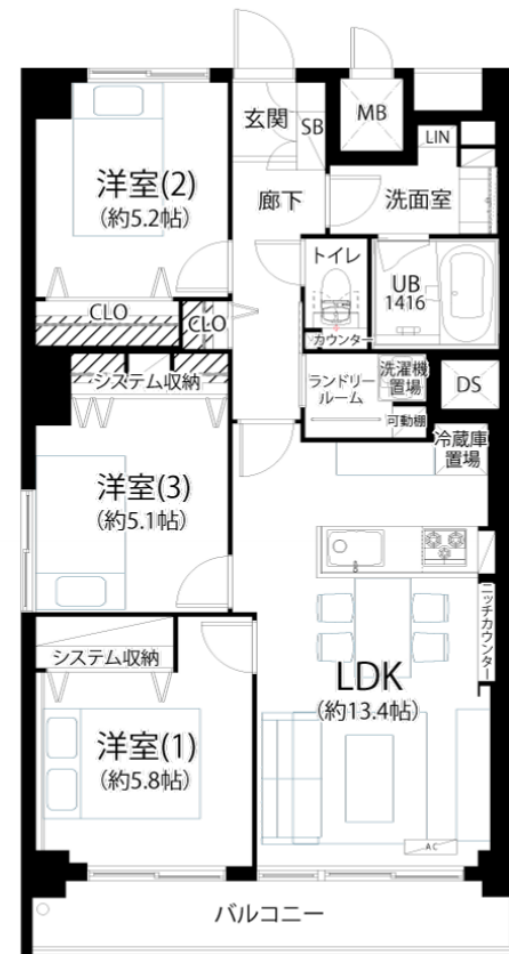 玄関
SB
MB
LIN
洋室(2)
(約5.2帖)
廊下
洗面室
トイレ
UB
1416
CLO
CLO
カウンター
システム収納
ランドリー
ルーム
洗濯機
置場
DS
可動棚
冷蔵庫
置場
洋室(3)
(約5.1帖)
ニッチカウンター
システム収納
LDK
(約13.4帖)
洋室(1)
(約5.8帖)
AC
バルコニー